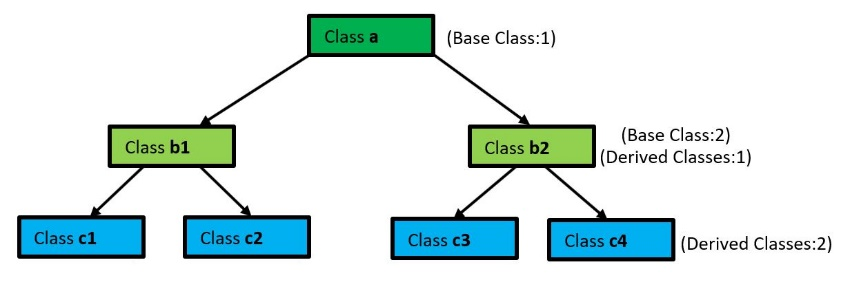 Class a
(Base Class:1)
Class b1
Class b2
(Base Class:2)
(Derived Classes:1)
Class c1
Class c2
Class c3
Class c4
(Derived Classes:2)